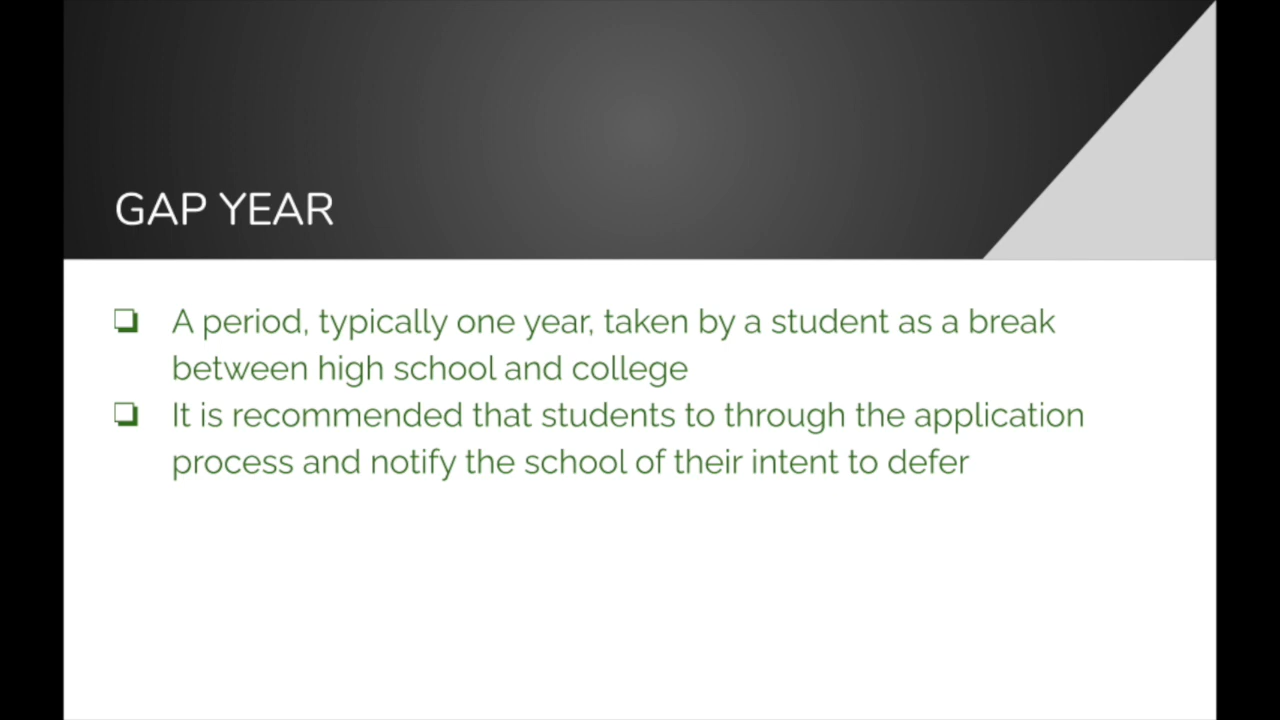 GAP YEAR
❏ A period, typically one year, taken by a student as a break
between high school and college
❏ It is recommended that students to through the application
process and notify the school of their intent to defer